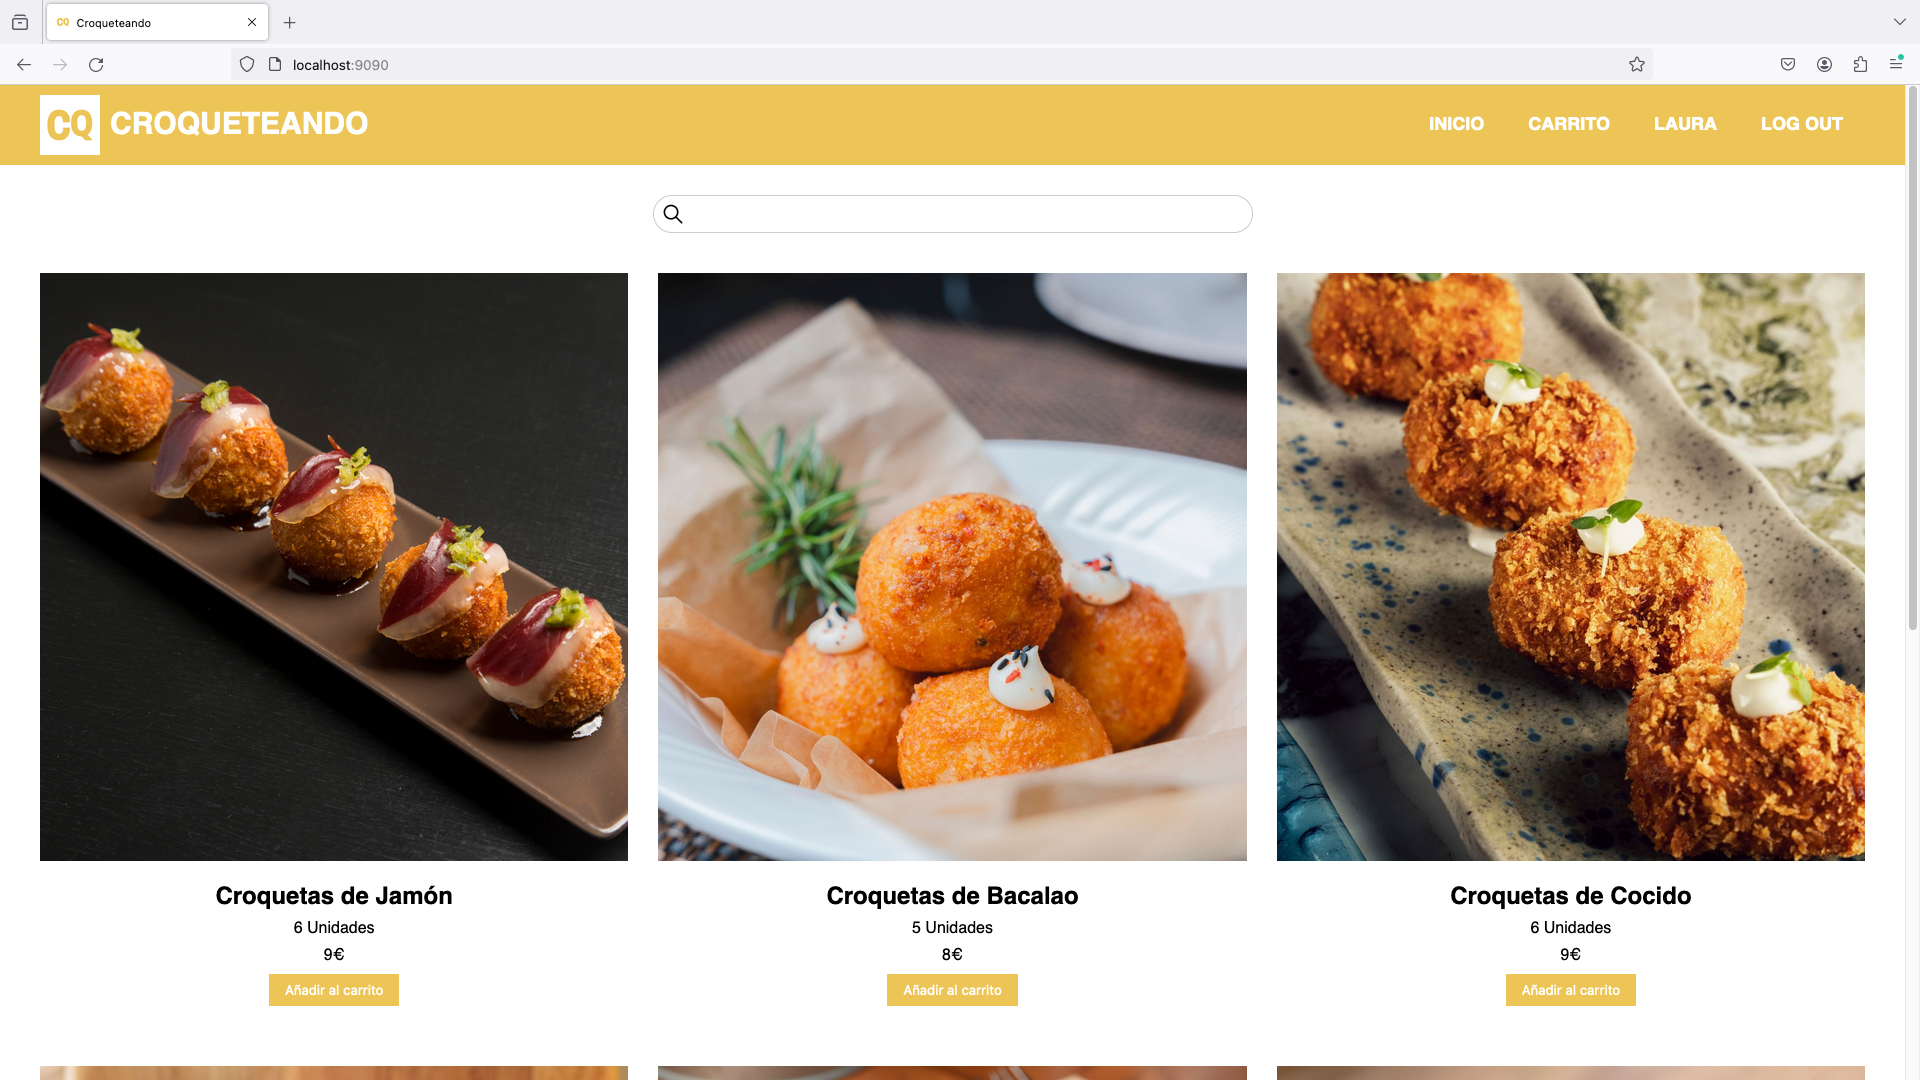 CQ Croqueteando
localhost:9090
CQ CROQUETEANDO
INICIO CARRITO LAURA LOG OUT
Croquetas de Jamón
6 Unidades
9€
Añadir al carrito
Croquetas de Bacalao
5 Unidades
8€
Añadir al carrito
Croquetas de Cocido
6 Unidades
9€
Añadir al carrito